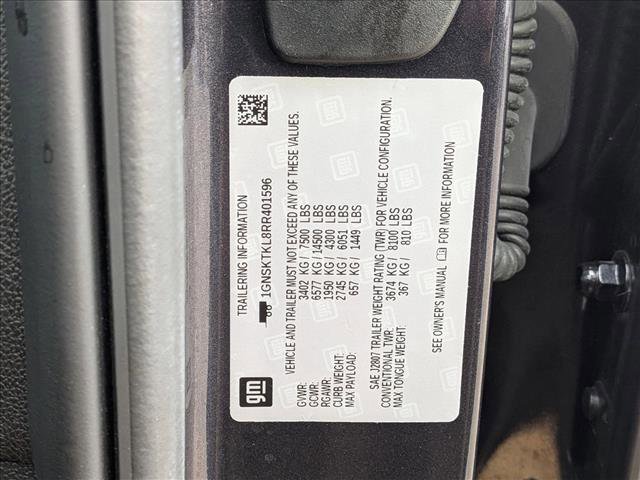 gm
TRAILERING INFORMATION
1GNSKTKL8RR401596
VEHICLE AND TRAILER MUST NOT EXCEED ANY OF THESE VALUES.
GVWR: 3402 KG / 7500 LBS
GCWR: 6577 KG / 14500 LBS
RGAWR: 1950 KG / 4300 LBS
CURB WEIGHT: 2745 KG / 6051 LBS
MAX PAYLOAD: 657 KG / 1449 LBS
SAE J2807 TRAILER WEIGHT RATING (TWR) FOR VEHICLE CONFIGURATION.
CONVENTIONAL TWR: 3674 KG / 8100 LBS
MAX TONGUE WEIGHT: 367 KG / 810 LBS
SEE OWNER'S MANUAL FOR MORE INFORMATION